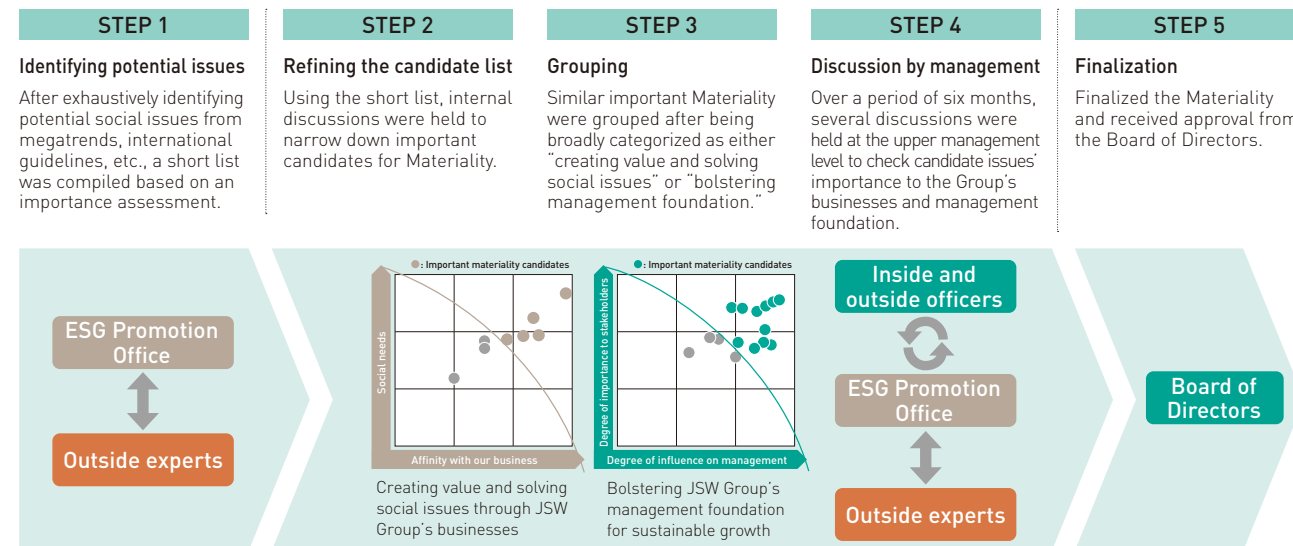 STEP 1
Identifying potential issues
After exhaustively identifying
potential social issues from
megatrends, international
guidelines, etc., a short list
was compiled based on an
importance assessment.
STEP 2
Refining the candidate list
Using the short list, internal
discussions were held to
narrow down important
candidates for Materiality.
STEP 3
Grouping
Similar important Materiality
were grouped after being
broadly categorized as either
“creating value and solving
social issues” or “bolstering
management foundation.”
STEP 4
Discussion by management
Over a period of six months,
several discussions were
held at the upper management
level to check candidate issues’
importance to the Group’s
businesses and management
foundation.
STEP 5
Finalization
Finalized the Materiality
and received approval from
the Board of Directors.
ESG Promotion
Office
Outside experts
: Important materiality candidates
Social needs
Affinity with our business
Creating value and solving
social issues through JSW
Group’s businesses
: Important materiality candidates
Degree of importance to stakeholders
Degree of influence on management
Bolstering JSW Group’s
management foundation
for sustainable growth
Inside and
outside officers
ESG Promotion
Office
Outside experts
Board of
Directors